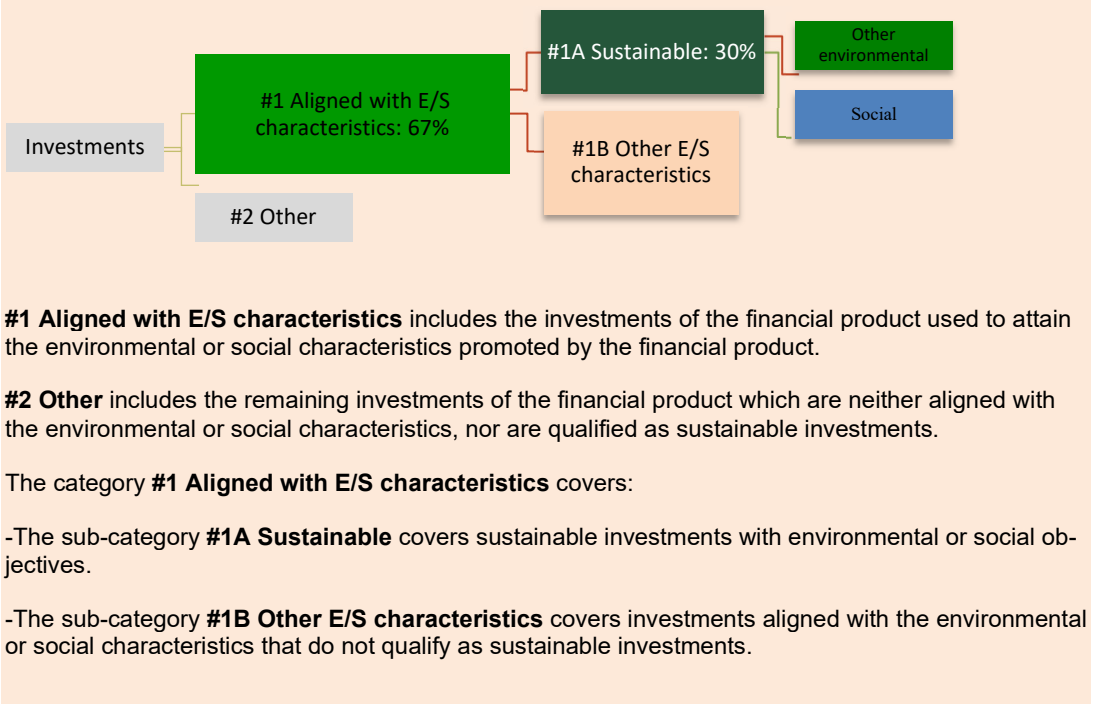 Other
environmental
#1A Sustainable: 30%
#1 Aligned with E/S
characteristics: 67%
Social
Investments
#1B Other E/S
characteristics
#2 Other
#1 Aligned with E/S characteristics includes the investments of the financial product used to attain
the environmental or social characteristics promoted by the financial product.
#2 Other includes the remaining investments of the financial product which are neither aligned with
the environmental or social characteristics, nor are qualified as sustainable investments.
The category #1 Aligned with E/S characteristics covers:
-The sub-category #1A Sustainable covers sustainable investments with environmental or social ob-
jectives.
-The sub-category #1B Other E/S characteristics covers investments aligned with the environmental
or social characteristics that do not qualify as sustainable investments.